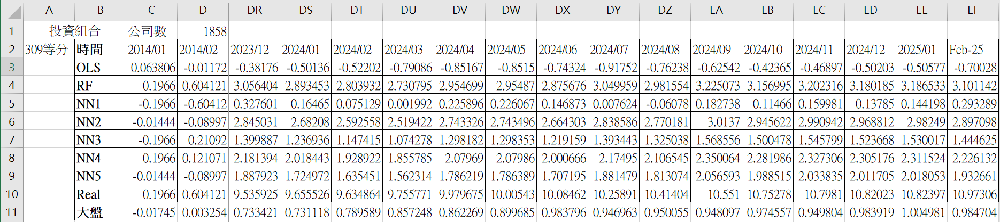 A B C D DR DS DT DU DV DW DX DY DZ EA EB EC ED EE EF
1 投資組合 公司數 1858
2 309等分 時間 2014/01 2014/02 2023/12 2024/01 2024/02 2024/03 2024/04 2024/05 2024/06 2024/07 2024/08 2024/09 2024/10 2024/11 2024/12 2025/01 Feb-25
3 OLS 0.063806 -0.01172 -0.38176 -0.50136 -0.52202 -0.79086 -0.85167 -0.8515 -0.74324 -0.91752 -0.76238 -0.62542 -0.42365 -0.46897 -0.50203 -0.50577 -0.70028
4 RF 0.1966 0.604121 3.056404 2.893453 2.803932 2.730795 2.954699 2.95487 2.875676 3.049959 2.981554 3.225073 3.156995 3.202316 3.180185 3.186533 3.101142
5 NN1 -0.1966 -0.60412 0.327601 0.16465 0.075129 0.001992 0.225896 0.226067 0.146873 0.007624 -0.06078 0.182738 0.11466 0.159981 0.13785 0.144198 0.293289
6 NN2 -0.01444 -0.08997 2.845031 2.68208 2.592558 2.519422 2.743326 2.743496 2.664303 2.838586 2.770181 3.0137 2.945622 2.990942 2.968812 2.98249 2.897098
7 NN3 -0.1966 0.21092 1.399887 1.236936 1.147415 1.074278 1.298182 1.298353 1.219159 1.393443 1.325038 1.568556 1.500478 1.545799 1.523668 1.530017 1.444625
8 NN4 0.1966 0.121071 2.181394 2.018443 1.928922 1.855785 2.07969 2.07986 2.000666 2.17495 2.106545 2.350064 2.281986 2.327306 2.305176 2.311524 2.226132
9 NN5 -0.01444 -0.08997 1.887923 1.724972 1.635451 1.562314 1.786219 1.786389 1.707195 1.881479 1.813074 2.056593 1.988515 2.033835 2.011705 2.018053 1.932661
10 Real 0.1966 0.604121 9.535925 9.655526 9.634864 9.755771 9.979675 10.00543 10.08462 10.25891 10.41404 10.551 10.75278 10.7981 10.82023 10.82397 10.97306
11 大盤 -0.01745 0.003254 0.733421 0.731118 0.789589 0.857248 0.862269 0.899685 0.983796 0.946963 0.950055 0.948097 0.974557 0.949804 0.983919 1.004981 0.984704